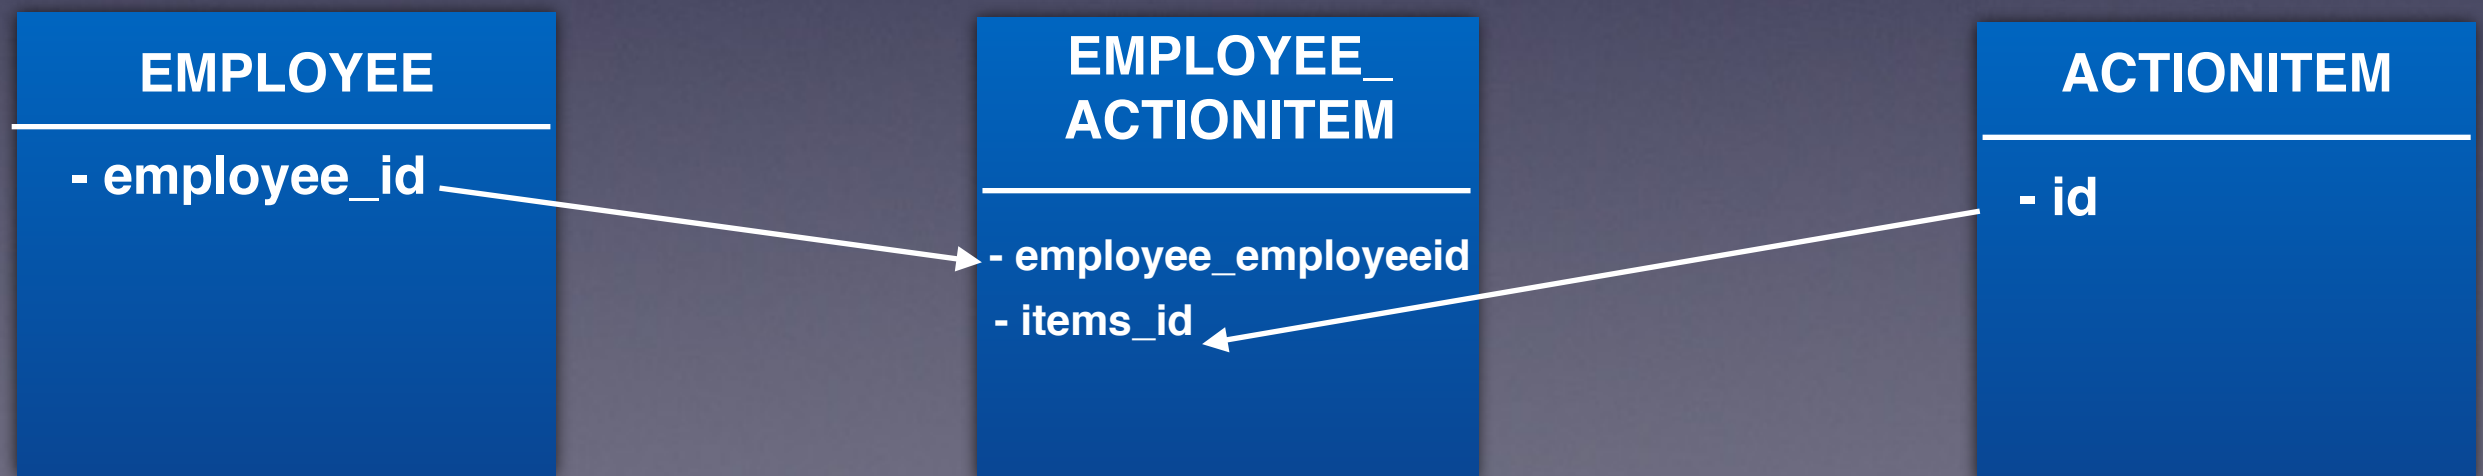 EMPLOYEE
- employee_id
EMPLOYEE_
ACTIONITEM
- employee_employeeid
- items_id
ACTIONITEM
- id